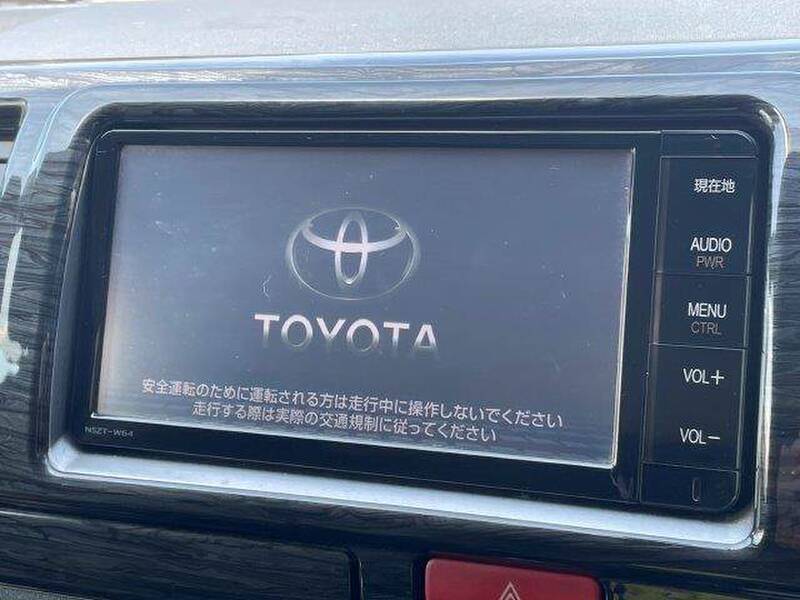 現在地
AUDIO
PWR
MENU
CTRL
VOL+
VOL-
TOYOTA
安全運転のために運転される方は走行中に操作しないでください
走行する際は実際の交通規制に従ってください
NSZT-W64